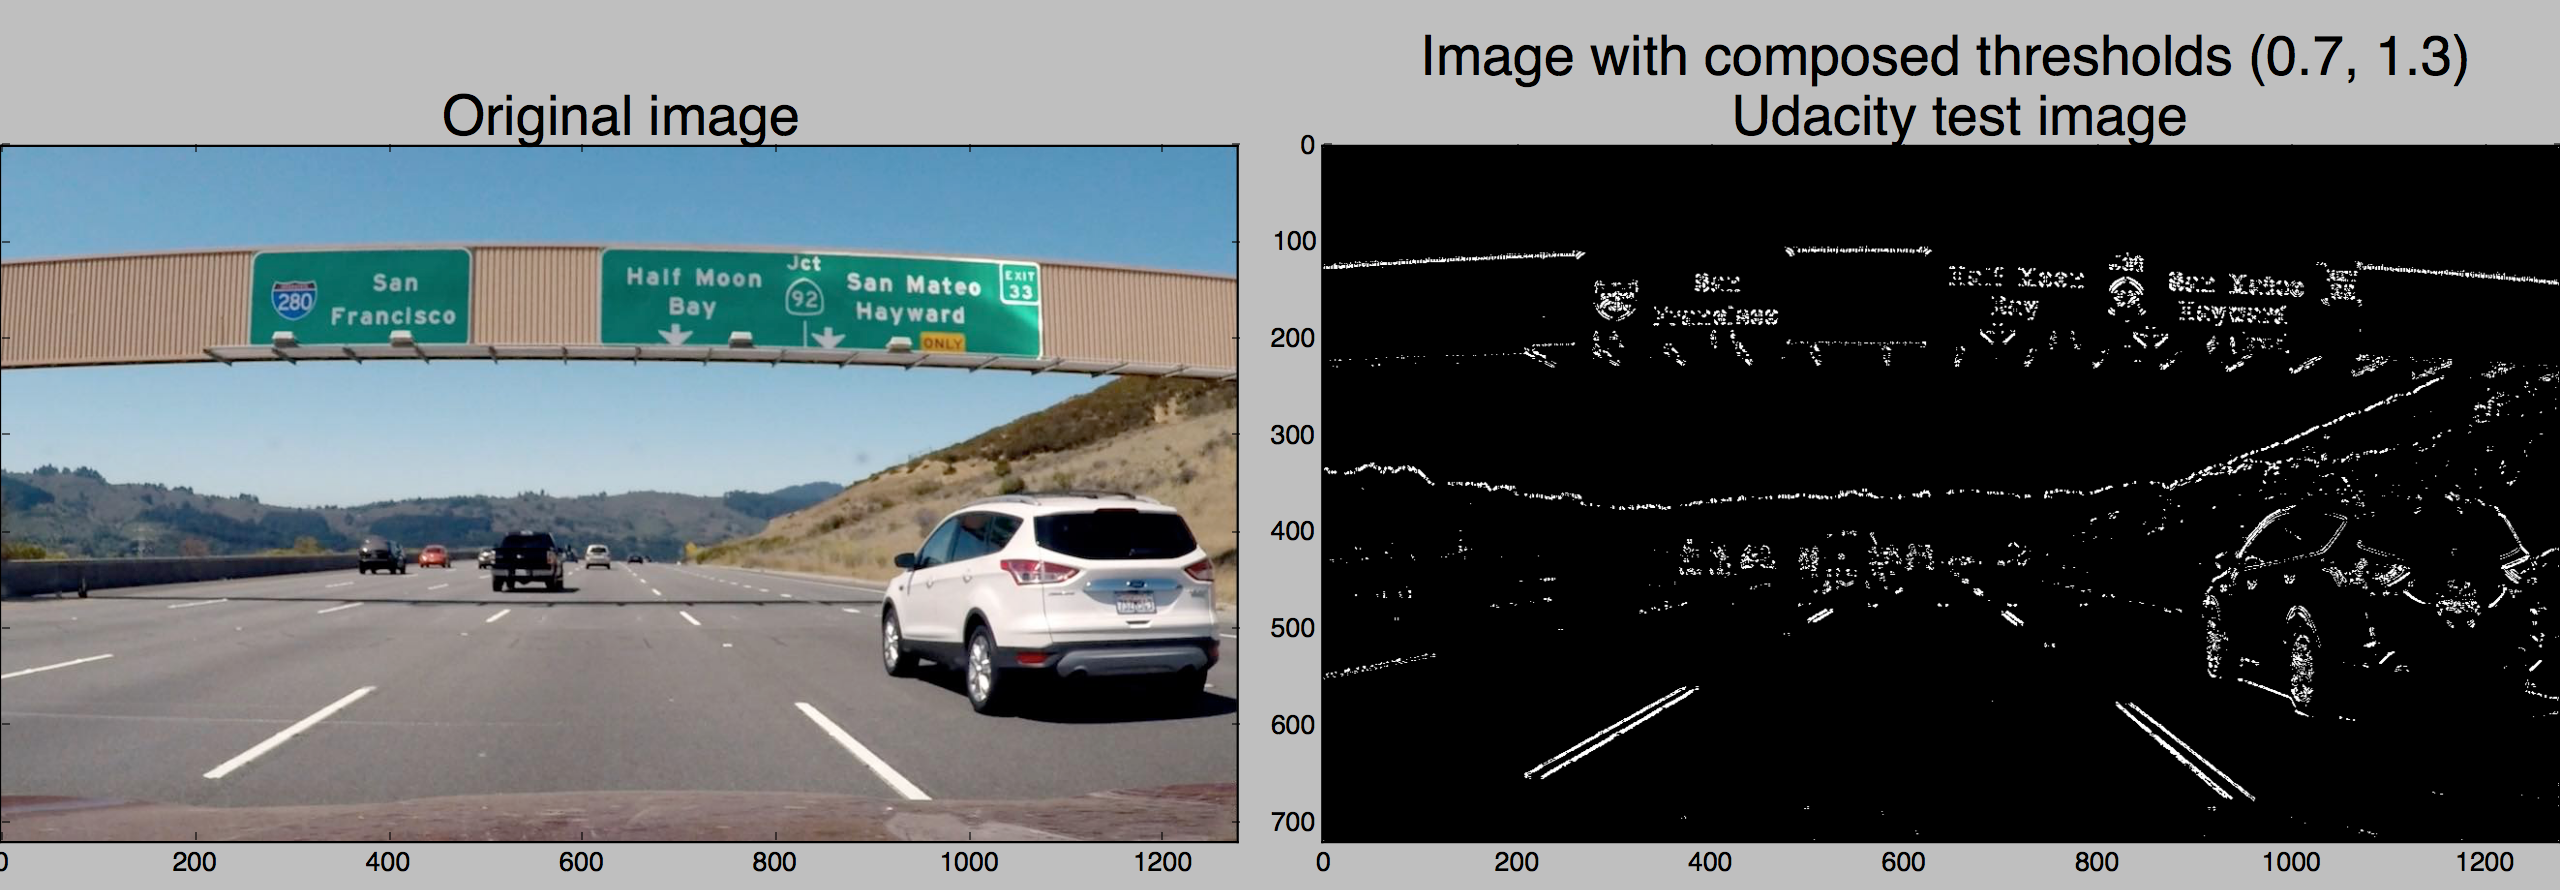 Image with composed thresholds (0.7, 1.3)
Original image
Udacity test image
280
San
Francisco
Half Moon
Bay
Jct
92
San Mateo
Hayward
EXIT
33
ONLY
0
100
200
300
400
500
600
700
0
200
400
600
800
1000
1200
0
200
400
600
800
1000
1200